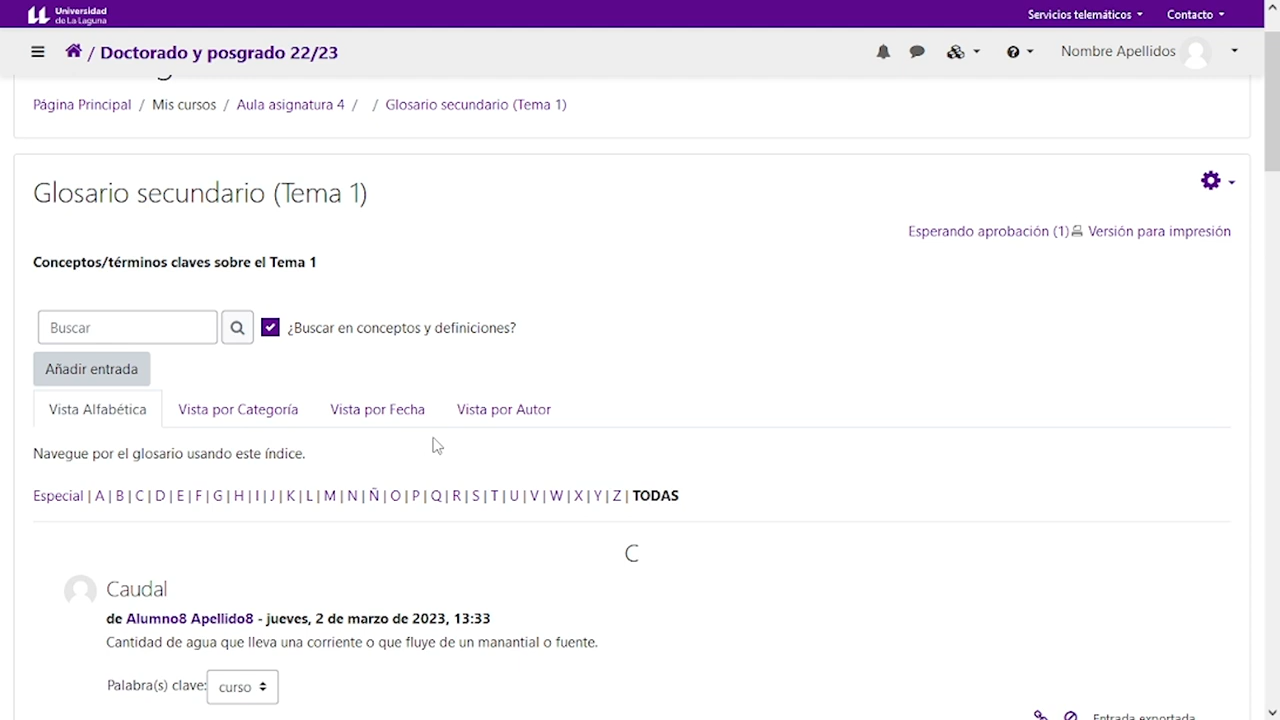 Universidad
de La Laguna
Servicios telemáticos Contacto
/ Doctorado y posgrado 22/23
Nombre Apellidos
Página Principal / Mis cursos / Aula asignatura 4 / / Glosario secundario (Tema 1)
Glosario secundario (Tema 1)
Esperando aprobación (1) Versión para impresión
Conceptos/términos claves sobre el Tema 1
Buscar ¿Buscar en conceptos y definiciones?
Añadir entrada
Vista Alfabética Vista por Categoría Vista por Fecha Vista por Autor
Navegue por el glosario usando este índice.
Especial | A | B | C | D | E | F | G | H | I | J | K | L | M | N | Ñ | O | P | Q | R | S | T | U | V | W | X | Y | Z | TODAS
C
Caudal
de Alumno8 Apellido8 - jueves, 2 de marzo de 2023, 13:33
Cantidad de agua que lleva una corriente o que fluye de un manantial o fuente.
Palabra(s) clave: curso
Entrada exportada